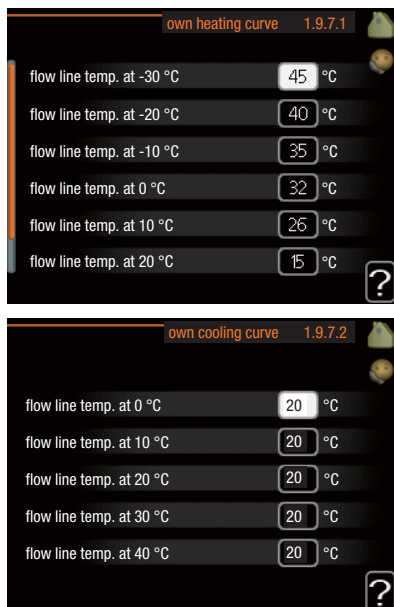 own heating curve 1.9.7.1
flow line temp. at -30 °C 45 °C
flow line temp. at -20 °C 40 °C
flow line temp. at -10 °C 35 °C
flow line temp. at 0 °C 32 °C
flow line temp. at 10 °C 26 °C
flow line temp. at 20 °C 15 °C
?
own cooling curve 1.9.7.2
flow line temp. at 0 °C 20 °C
flow line temp. at 10 °C 20 °C
flow line temp. at 20 °C 20 °C
flow line temp. at 30 °C 20 °C
flow line temp. at 40 °C 20 °C
?